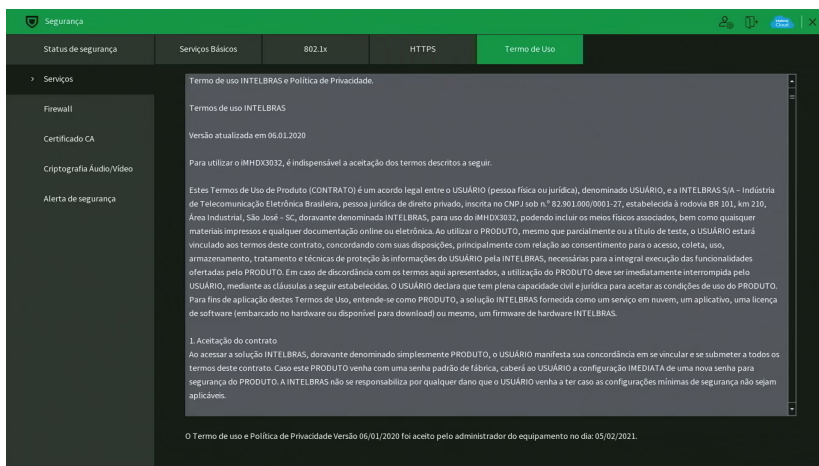 Segurança
Cloud
Status de segurança
Serviços Básicos
802.1x
HTTPS
Termo de Uso
Serviços
Firewall
Certificado CA
Criptografia Áudio/Vídeo
Alerta de segurança
Termo de uso INTELBRAS e Política de Privacidade.
Termos de uso INTELBRAS
Versão atualizada em 06.01.2020
Para utilizar o iMHDX3032, é indispensável a aceitação dos termos descritos a seguir.
Estes Termos de Uso de Produto (CONTRATO) é um acordo legal entre o USUÁRIO (pessoa física ou jurídica), denominado USUÁRIO, e a INTELBRAS S/A – Indústria
de Telecomunicação Eletrônica Brasileira, pessoa jurídica de direito privado, inscrita no CNPJ sob n.º 82.901.000/0001-27, estabelecida à rodovia BR 101, km 210,
Área Industrial, São José – SC, doravante denominada INTELBRAS, para uso do iMHDX3032, podendo incluir os meios físicos associados, bem como quaisquer
materiais impressos e qualquer documentação online ou eletrônica. Ao utilizar o PRODUTO, mesmo que parcialmente ou a título de teste, o USUÁRIO estará
vinculado aos termos deste contrato, concordando com suas disposições, principalmente com relação ao consentimento para o acesso, coleta, uso,
armazenamento, tratamento e técnicas de proteção às informações do USUÁRIO pela INTELBRAS, necessárias para a integral execução das funcionalidades
ofertadas pelo PRODUTO. Em caso de discordância com os termos aqui apresentados, a utilização do PRODUTO deve ser imediatamente interrompida pelo
USUÁRIO, mediante as cláusulas a seguir estabelecidas. O USUÁRIO declara que tem plena capacidade civil e jurídica para aceitar as condições de uso do PRODUTO.
Para fins de aplicação destes Termos de Uso, entende-se como PRODUTO, a solução INTELBRAS fornecida como um serviço em nuvem, um aplicativo, uma licença
de software (embarcado no hardware ou disponível para download) ou mesmo, um firmware de hardware INTELBRAS.
1. Aceitação do contrato
Ao acessar a solução INTELBRAS, doravante denominado simplesmente PRODUTO, o USUÁRIO manifesta sua concordância em se vincular e se submeter a todos os
termos deste contrato. Caso este PRODUTO venha com uma senha padrão de fábrica, caberá ao USUÁRIO a configuração IMEDIATA de uma nova senha para
segurança do PRODUTO. A INTELBRAS não se responsabiliza por qualquer dano que o USUÁRIO venha a ter caso as configurações mínimas de segurança não sejam
aplicáveis.
O Termo de uso e Política de Privacidade Versão 06/01/2020 foi aceito pelo administrador do equipamento no dia: 05/02/2021.